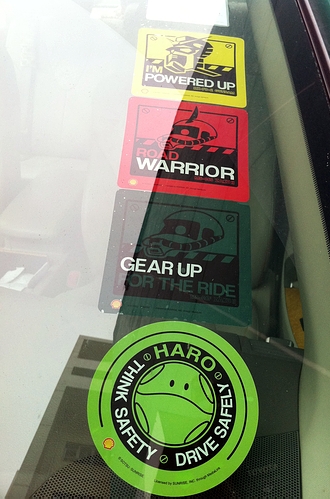 I'M
POWERED UP
ROAD
WARRIOR
GEAR UP
FOR THE RIDE
HARO
THINK SAFETY
DRIVE SAFELY